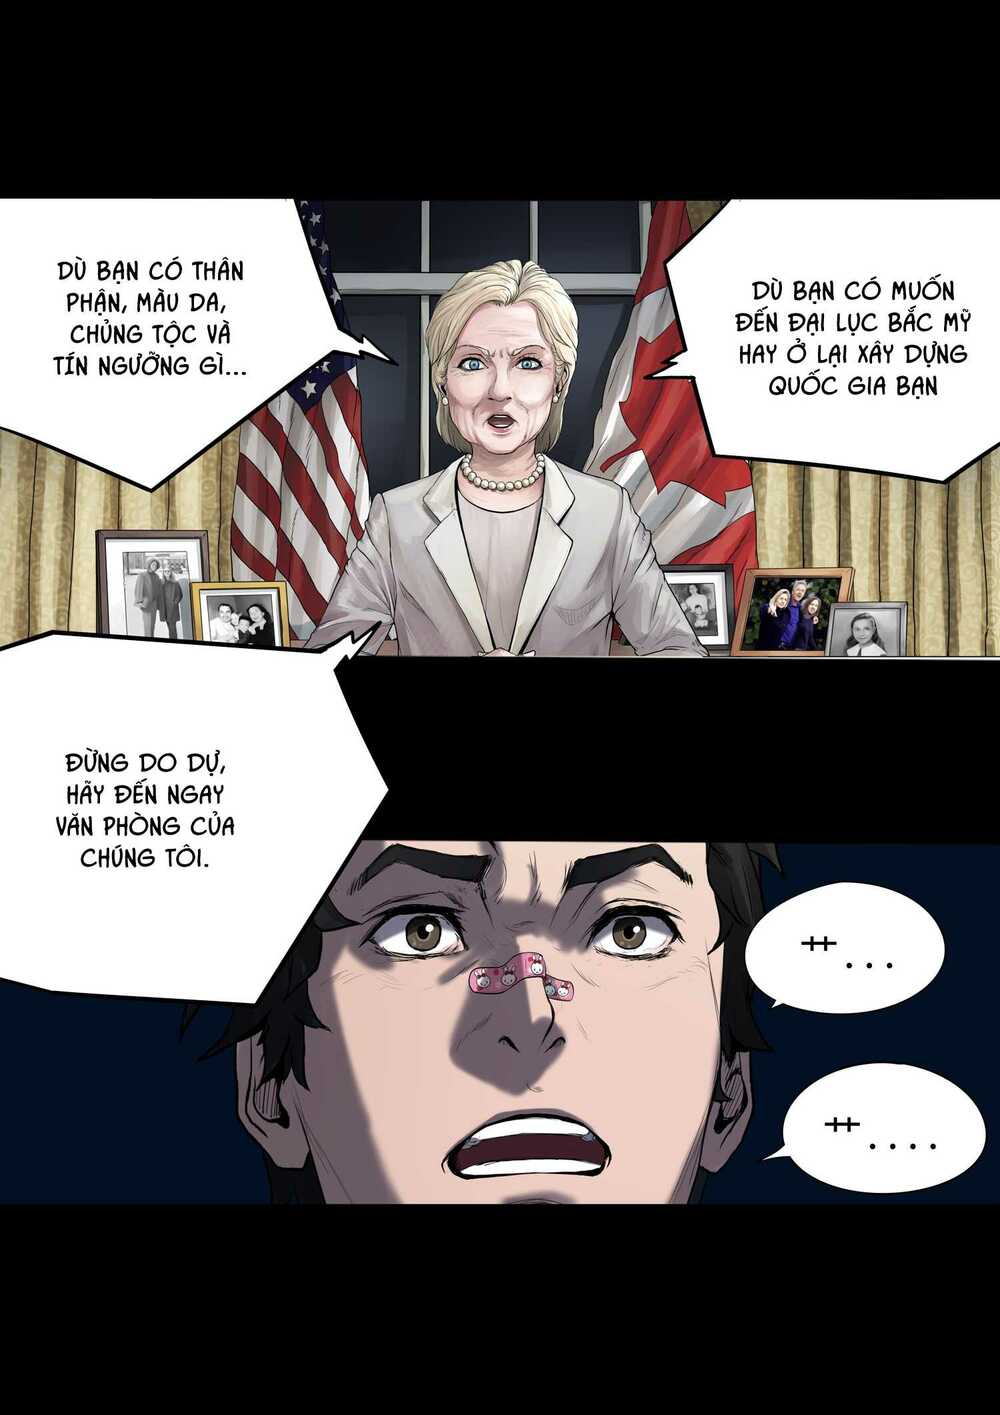 DÙ BẠN CÓ THÂN
PHẬN, MÀU DA,
CHỦNG TỘC VÀ
TÍN NGƯỠNG GÌ...
DÙ BẠN CÓ MUỐN
ĐẾN ĐẠI LỤC BẮC MỸ
HAY Ở LẠI XÂY DỰNG
QUỐC GIA BẠN
ĐỪNG DO DỰ,
HÃY ĐẾN NGAY
VĂN PHÒNG CỦA
CHÚNG TÔI.
艹...
艹....